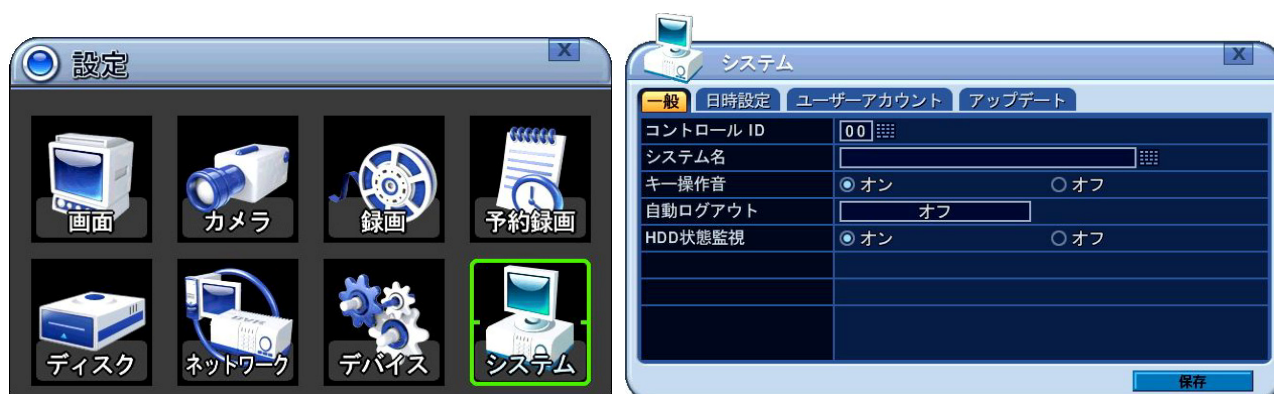 設定
X
画面
カメラ
録画
予約録画
ディスク
ネットワーク
デバイス
システム
システム
X
一般 日時設定 ユーザーアカウント アップデート
コントロール ID 00
システム名
キー操作音 オン オフ
自動ログアウト オフ
HDD状態監視 オン オフ
保存